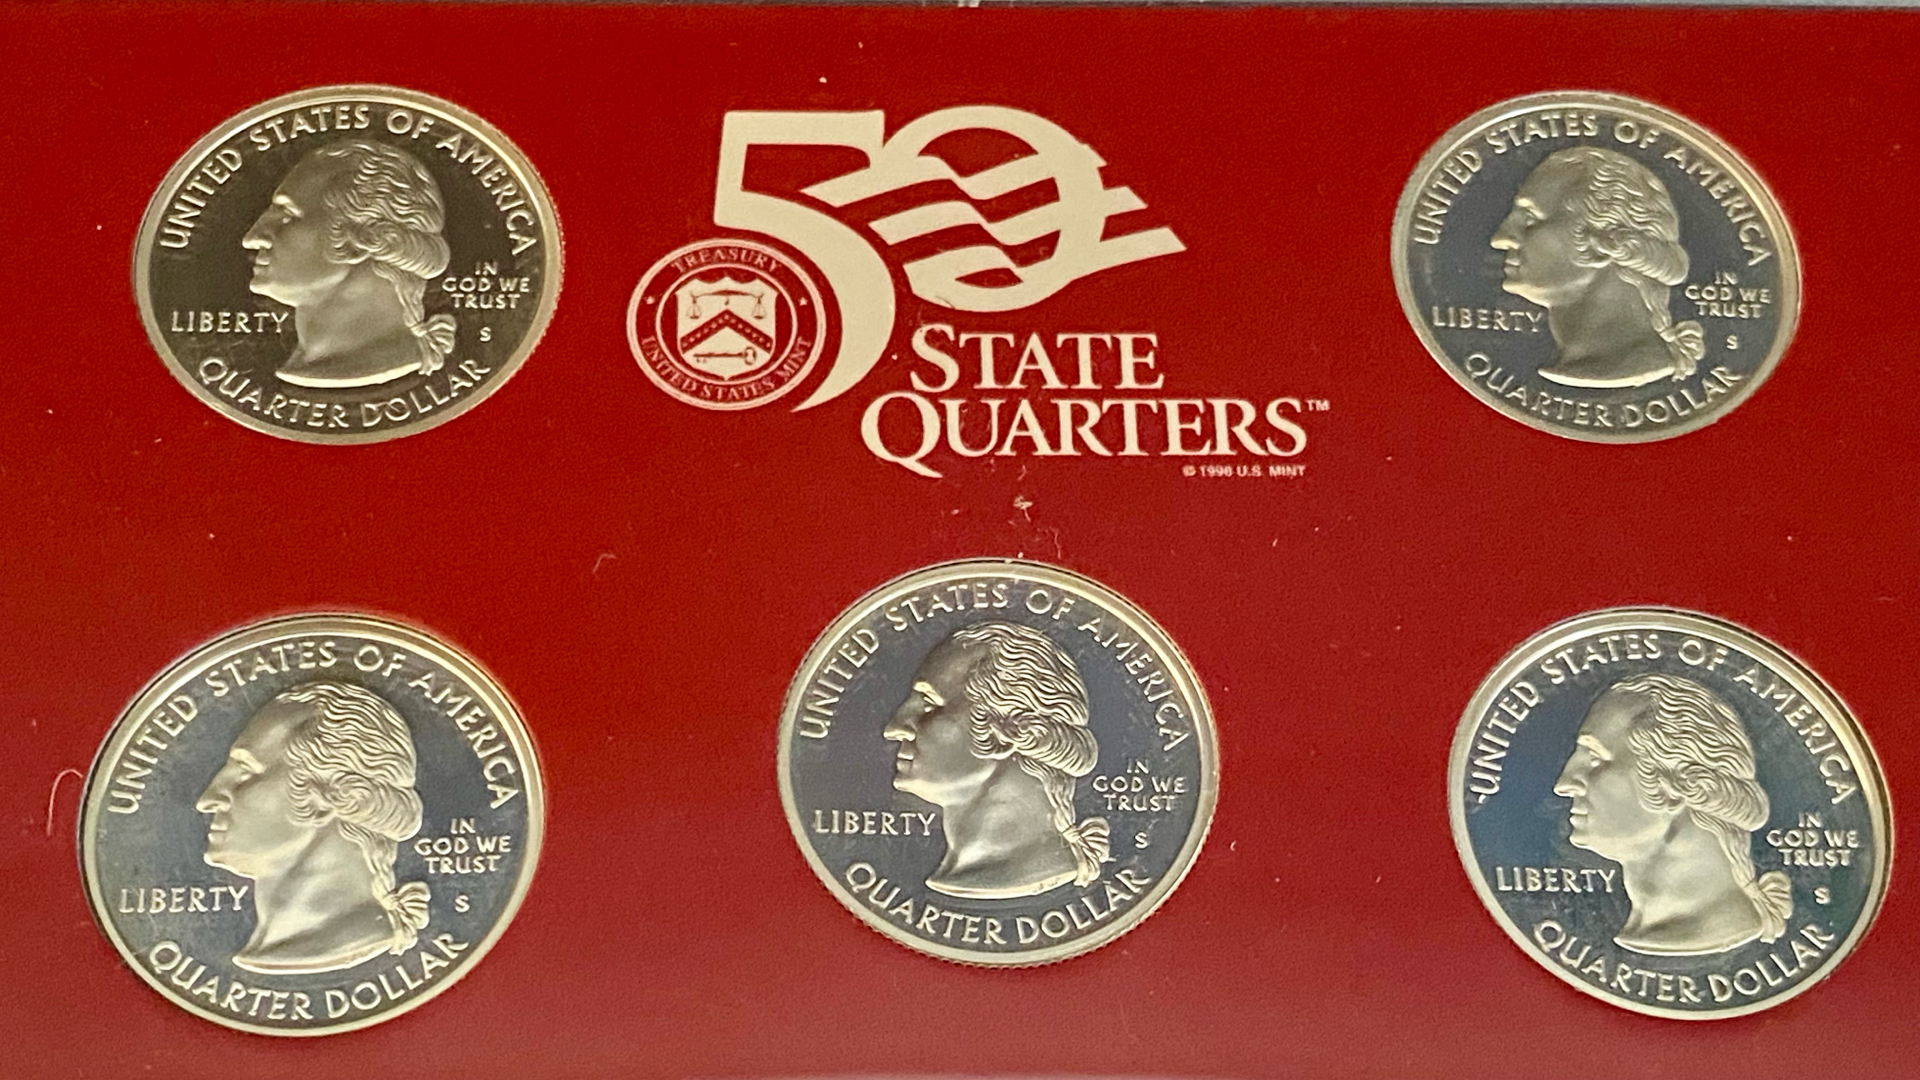 UNITED STATES OF AMERICA
IN
GOD WE
TRUST
LIBERTY
S
QUARTER DOLLAR
50
STATE
QUARTERS™
© 1998 U.S. MINT
TREASURY
UNITED STATES MINT
UNITED STATES OF AMERICA
IN
GOD WE
TRUST
LIBERTY
S
QUARTER DOLLAR
UNITED STATES OF AMERICA
IN
GOD WE
TRUST
LIBERTY
S
QUARTER DOLLAR
UNITED STATES OF AMERICA
IN
GOD WE
TRUST
LIBERTY
S
QUARTER DOLLAR
UNITED STATES OF AMERICA
IN
GOD WE
TRUST
LIBERTY
S
QUARTER DOLLAR